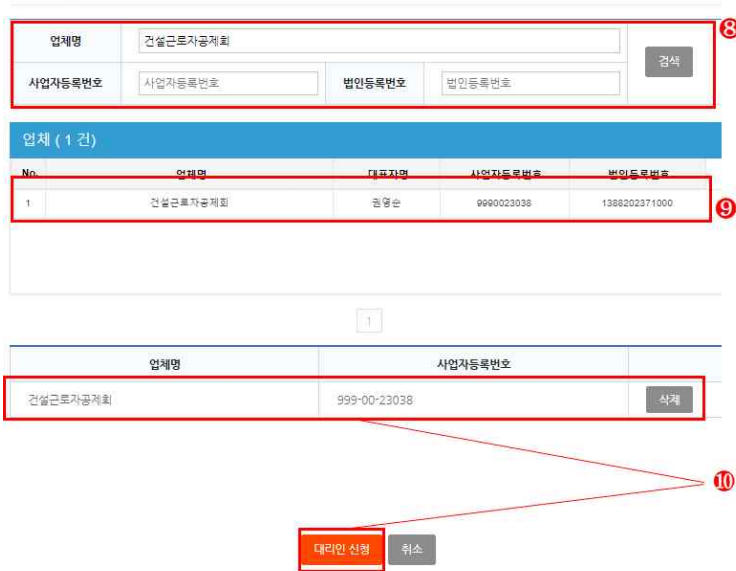 ⑧
업체명 건설근로자공제회 검색
사업자등록번호 사업자등록번호 법인등록번호 법인등록번호
업체 ( 1 건)
No. 업체명 대표자명 사업자등록번호 법인등록번호
1 건설근로자공제회 권영순 9990023038 1388202371000
⑨
1
업체명 사업자등록번호
건설근로자공제회 999-00-23038 삭제
⑩
대리인 신청 취소